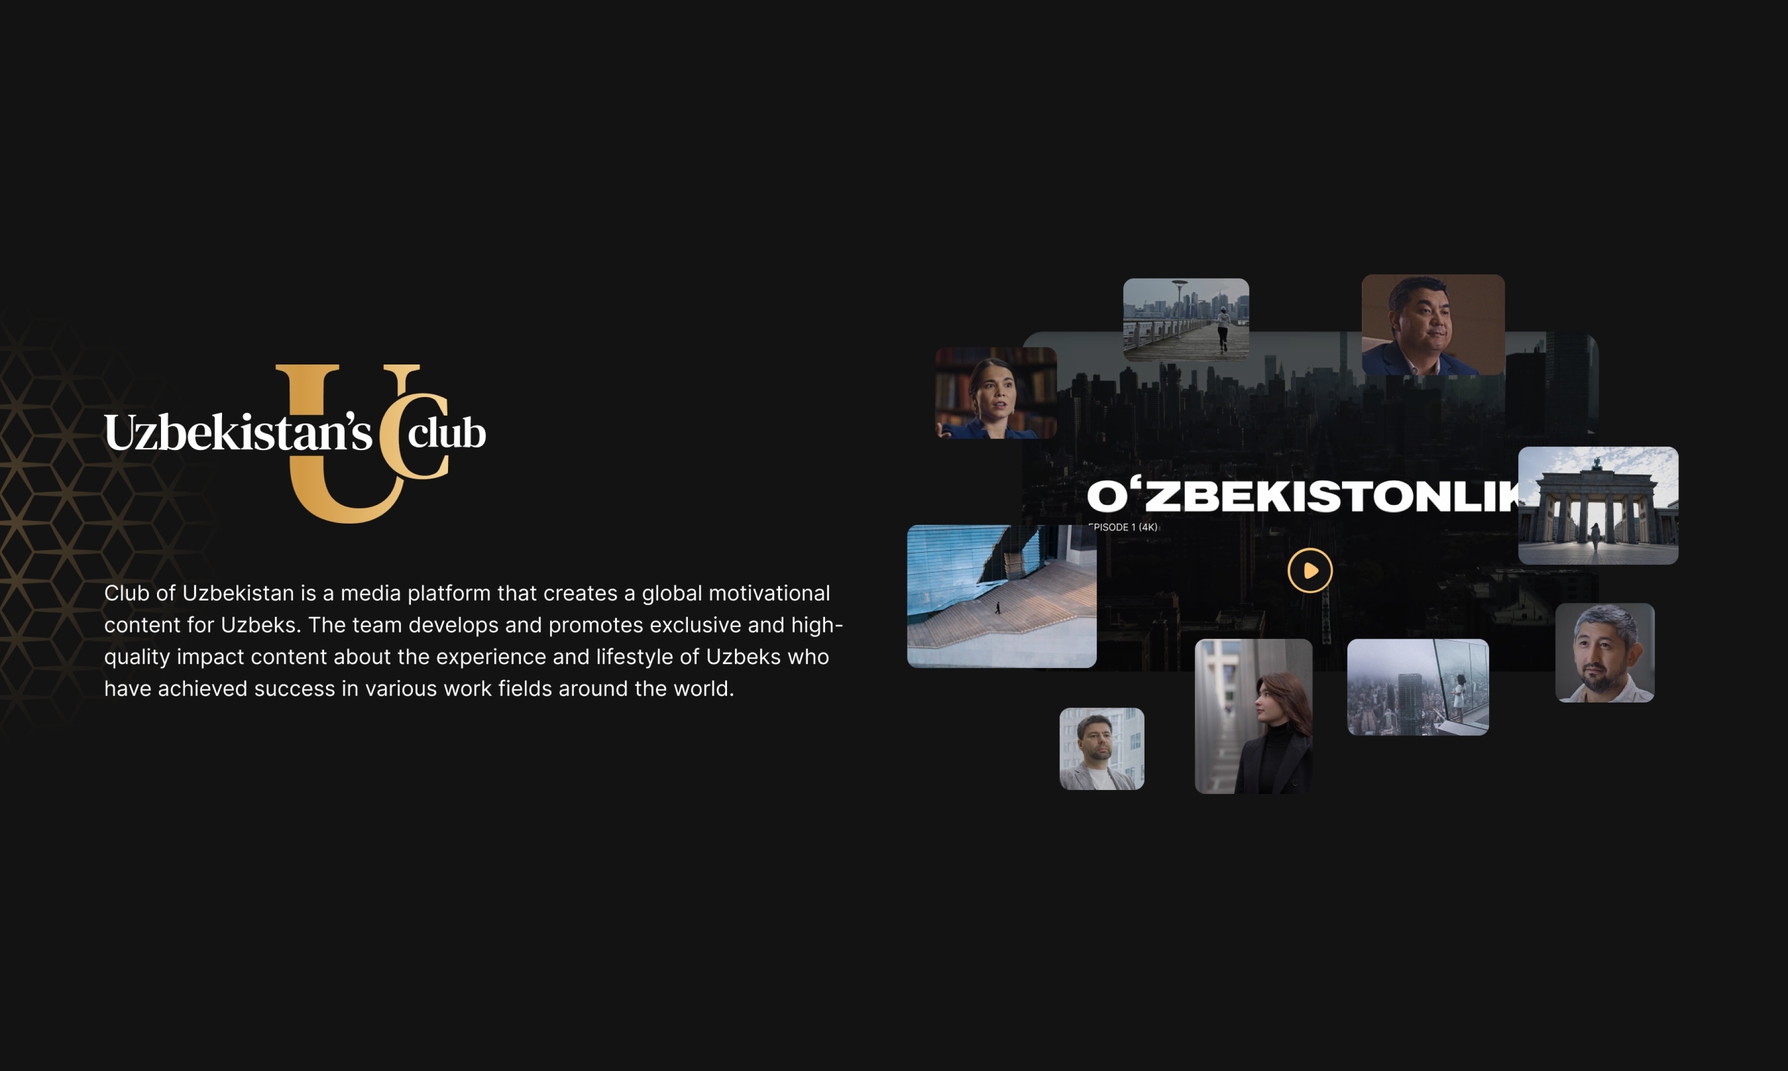 Uzbekistan's club
UC
Club of Uzbekistan is a media platform that creates a global motivational
content for Uzbeks. The team develops and promotes exclusive and high-
quality impact content about the experience and lifestyle of Uzbeks who
have achieved success in various work fields around the world.
OʻZBEKISTONLIK
EPISODE 1 (4K)